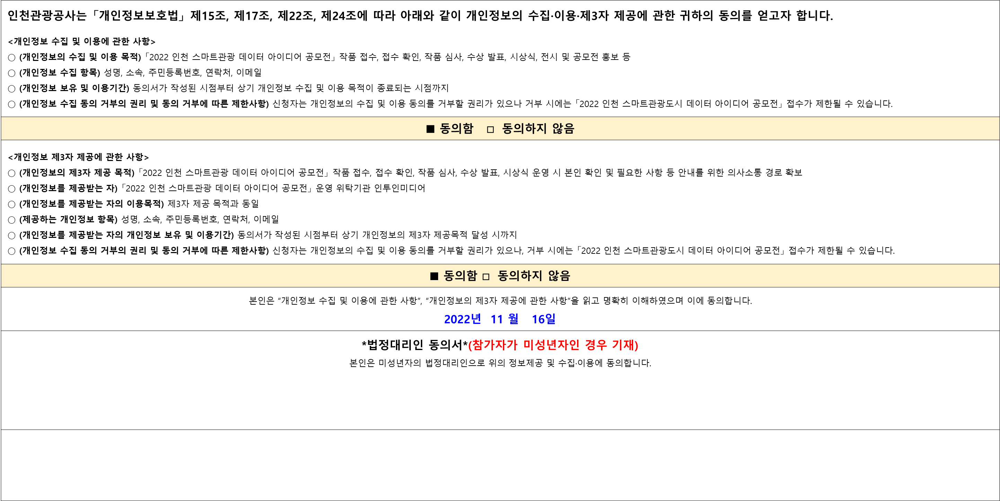 인천관광공사는「개인정보보호법」제15조, 제17조, 제22조, 제24조에 따라 아래와 같이 개인정보의 수집·이용·제3자 제공에 관한 귀하의 동의를 얻고자 합니다.
<개인정보 수집 및 이용에 관한 사항>
○ (개인정보의 수집 및 이용 목적)「2022 인천 스마트관광 데이터 아이디어 공모전」작품 접수, 접수 확인, 작품 심사, 수상 발표, 시상식, 전시 및 공모전 홍보 등
○ (개인정보 수집 항목) 성명, 소속, 주민등록번호, 연락처, 이메일
○ (개인정보 보유 및 이용기간) 동의서가 작성된 시점부터 상기 개인정보 수집 및 이용 목적이 종료되는 시점까지
○ (개인정보 수집 동의 거부의 권리 및 동의 거부에 따른 제한사항) 신청자는 개인정보의 수집 및 이용 동의를 거부할 권리가 있으나 거부 시에는「2022 인천 스마트관광도시 데이터 아이디어 공모전」접수가 제한될 수 있습니다.
■ 동의함 □ 동의하지 않음
<개인정보 제3자 제공에 관한 사항>
○ (개인정보의 제3자 제공 목적)「2022 인천 스마트관광 데이터 아이디어 공모전」작품 접수, 접수 확인, 작품 심사, 수상 발표, 시상식 운영 시 본인 확인 및 필요한 사항 등 안내를 위한 의사소통 경로 확보
○ (개인정보를 제공받는 자)「2022 인천 스마트관광 데이터 아이디어 공모전」운영 위탁기관 인투인미디어
○ (개인정보를 제공받는 자의 이용목적) 제3자 제공 목적과 동일
○ (제공하는 개인정보 항목) 성명, 소속, 주민등록번호, 연락처, 이메일
○ (개인정보를 제공받는 자의 개인정보 보유 및 이용기간) 동의서가 작성된 시점부터 상기 개인정보의 제3자 제공목적 달성 시까지
○ (개인정보 수집 동의 거부의 권리 및 동의 거부에 따른 제한사항) 신청자는 개인정보의 수집 및 이용 동의를 거부할 권리가 있으나, 거부 시에는「2022 인천 스마트관광도시 데이터 아이디어 공모전」접수가 제한될 수 있습니다.
■ 동의함 □ 동의하지 않음
본인은 “개인정보 수집 및 이용에 관한 사항”, “개인정보의 제3자 제공에 관한 사항”을 읽고 명확히 이해하였으며 이에 동의합니다.
2022년 11 월 16일
*법정대리인 동의서*(참가자가 미성년자인 경우 기재)
본인은 미성년자의 법정대리인으로 위의 정보제공 및 수집·이용에 동의합니다.